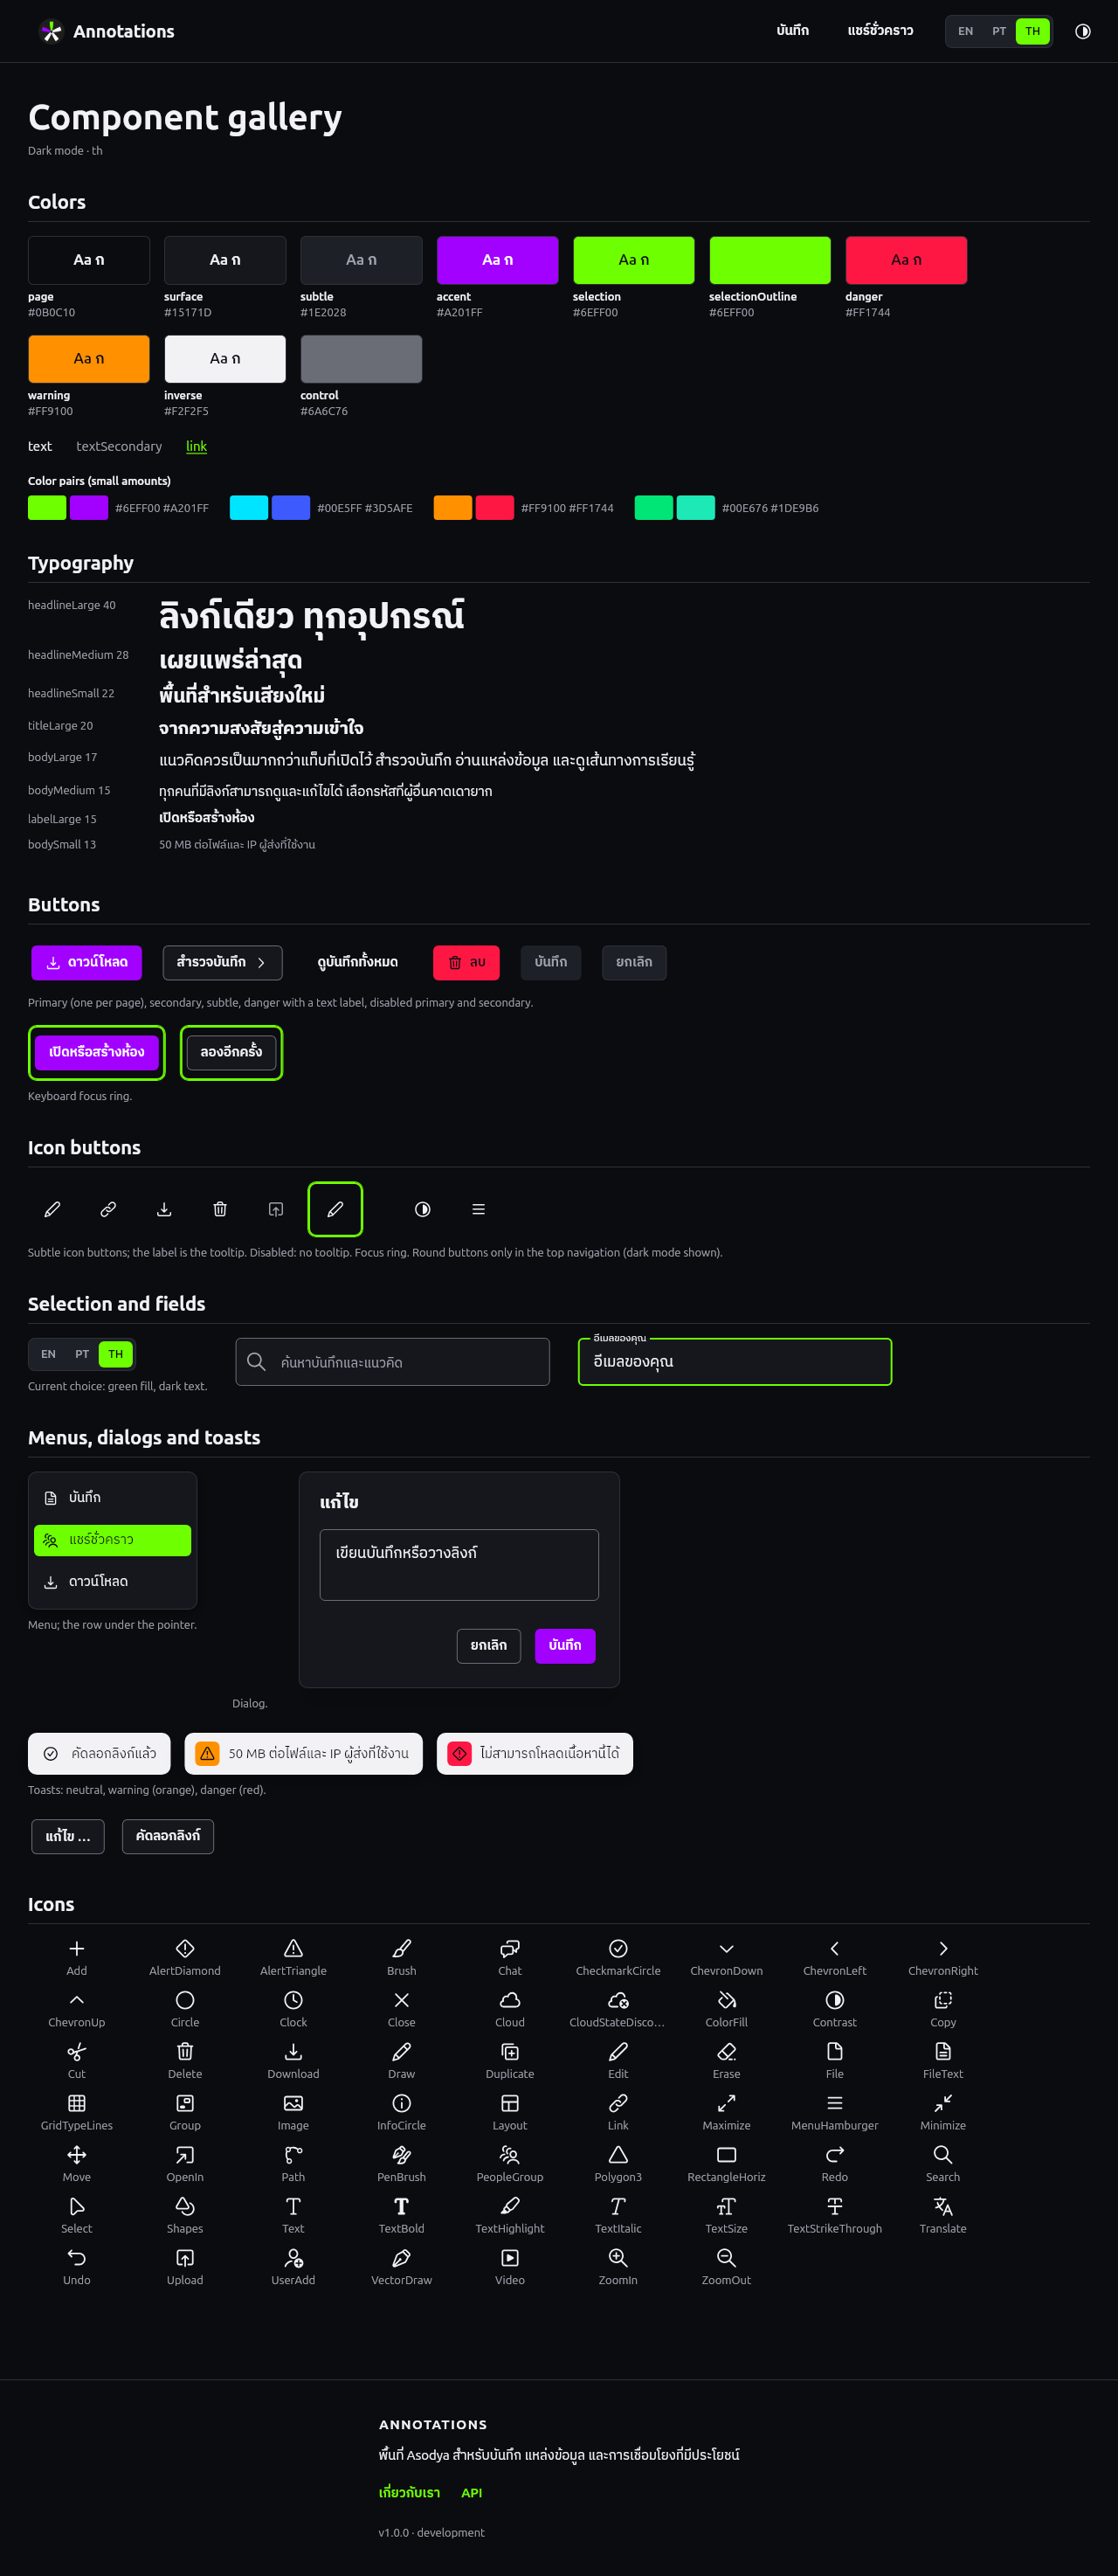 Annotations
บันทึก
แชร์ชั่วคราว
EN PT TH
Component gallery
Dark mode · th
Colors
Aa ก Aa ก Aa ก Aa ก Aa ก Aa ก
page surface subtle accent selection selectionOutline danger
#0B0C10 #15171D #1E2028 #A201FF #6EFF00 #6EFF00 #FF1744
Aa ก Aa ก
warning inverse control
#FF9100 #F2F2F5 #6A6C76
text textSecondary link
Color pairs (small amounts)
#6EFF00 #A201FF #00E5FF #3D5AFE #FF9100 #FF1744 #00E676 #1DE9B6
Typography
headlineLarge 40 ลิงก์เดียว ทุกอุปกรณ์
headlineMedium 28 เผยแพร่ล่าสุด
headlineSmall 22 พื้นที่สำหรับเสียงใหม่
titleLarge 20 จากความสงสัยสู่ความเข้าใจ
bodyLarge 17 แนวคิดควรเป็นมากกว่าแท็บที่เปิดไว้ สำรวจบันทึก อ่านแหล่งข้อมูล และดูเส้นทางการเรียนรู้
bodyMedium 15 ทุกคนที่มีลิงก์สามารถดูและแก้ไขได้ เลือกรหัสที่ผู้อื่นคาดเดายาก
labelLarge 15 เปิดหรือสร้างห้อง
bodySmall 13 50 MB ต่อไฟล์และ IP ผู้ส่งที่ใช้งาน
Buttons
ดาวน์โหลด สำรวจบันทึก ดูบันทึกทั้งหมด ลบ บันทึก ยกเลิก
Primary (one per page), secondary, subtle, danger with a text label, disabled primary and secondary.
เปิดหรือสร้างห้อง ลองอีกครั้ง
Keyboard focus ring.
Icon buttons
Subtle icon buttons; the label is the tooltip. Disabled: no tooltip. Focus ring. Round buttons only in the top navigation (dark mode shown).
Selection and fields
อีเมลของคุณ
EN PT TH ค้นหาบันทึกและแนวคิด อีเมลของคุณ
Current choice: green fill, dark text.
Menus, dialogs and toasts
บันทึก
แชร์ชั่วคราว
ดาวน์โหลด
Menu; the row under the pointer.
แก้ไข
เขียนบันทึกหรือวางลิงก์
ยกเลิก บันทึก
Dialog.
คัดลอกลิงก์แล้ว 50 MB ต่อไฟล์และ IP ผู้ส่งที่ใช้งาน ไม่สามารถโหลดเนื้อหานี้ได้
Toasts: neutral, warning (orange), danger (red).
แก้ไข ... คัดลอกลิงก์
Icons
Add AlertDiamond AlertTriangle Brush Chat CheckmarkCircle ChevronDown ChevronLeft ChevronRight
ChevronUp Circle Clock Close Cloud CloudStateDisco... ColorFill Contrast Copy
Cut Delete Download Draw Duplicate Edit Erase File FileText
GridTypeLines Group Image InfoCircle Layout Link Maximize MenuHamburger Minimize
Move OpenIn Path PenBrush PeopleGroup Polygon3 RectangleHoriz Redo Search
Select Shapes Text TextBold TextHighlight TextItalic TextSize TextStrikeThrough Translate
Undo Upload UserAdd VectorDraw Video ZoomIn ZoomOut
ANNOTATIONS
พื้นที่ Asodya สำหรับบันทึก แหล่งข้อมูล และการเชื่อมโยงที่มีประโยชน์
เกี่ยวกับเรา API
v1.0.0 · development